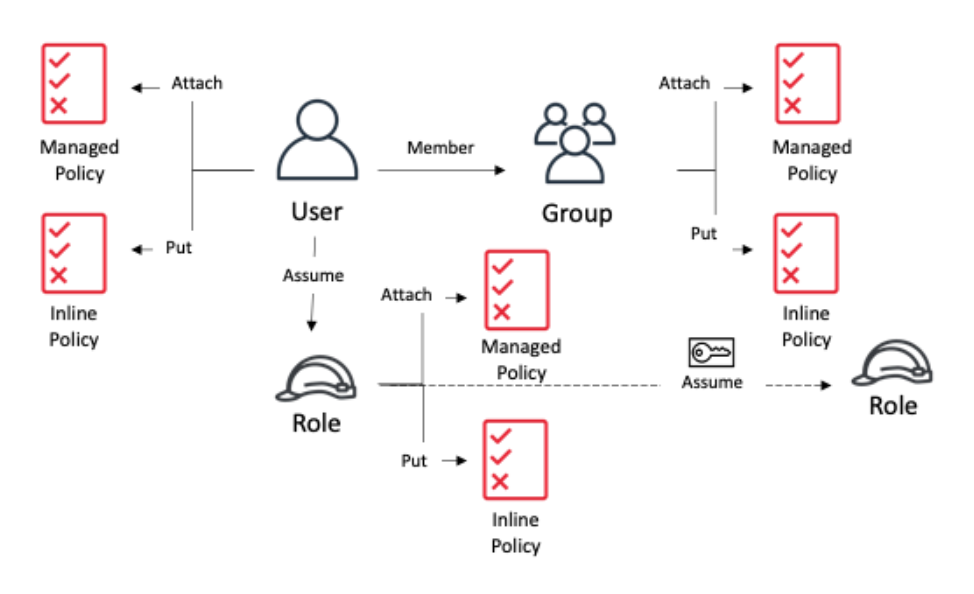 Attach
Managed
Policy
Put
Inline
Policy
User
Member
Group
Attach
Managed
Policy
Put
Inline
Policy
Assume
Role
Attach
Managed
Policy
Put
Inline
Policy
Assume
Role